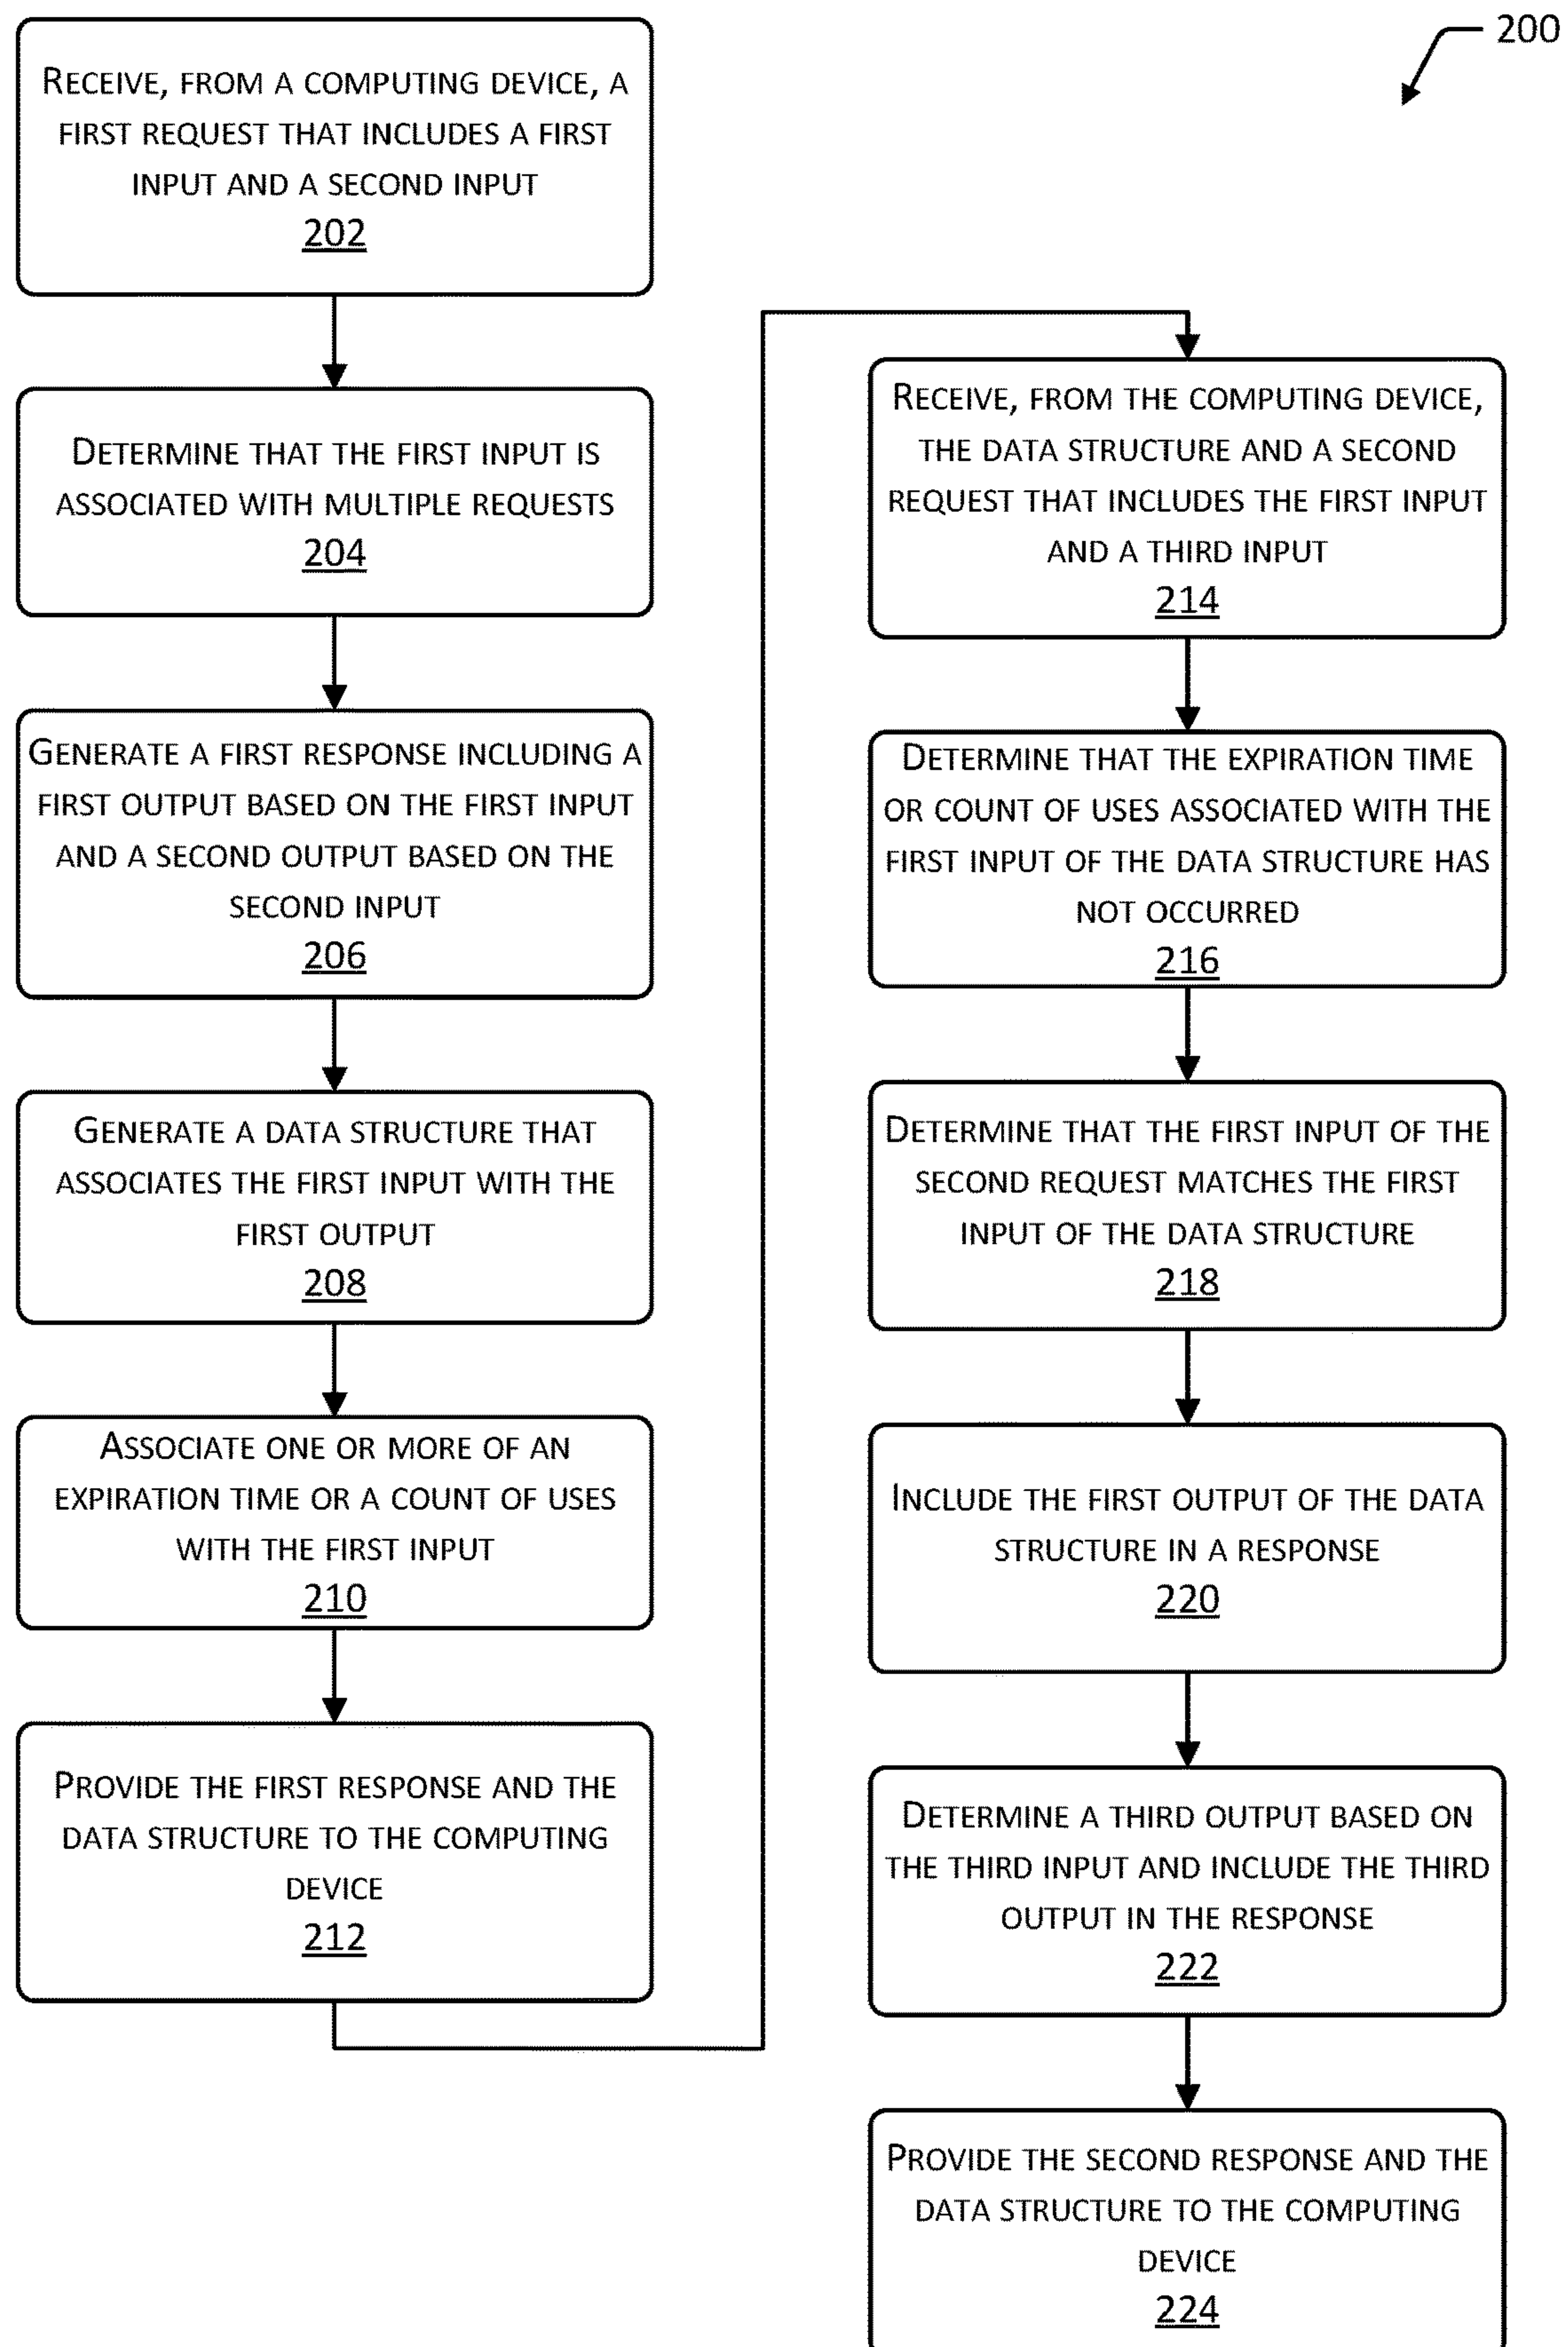 200
RECEIVE, FROM A COMPUTING DEVICE, A
FIRST REQUEST THAT INCLUDES A FIRST
INPUT AND A SECOND INPUT
202
DETERMINE THAT THE FIRST INPUT IS
ASSOCIATED WITH MULTIPLE REQUESTS
204
GENERATE A FIRST RESPONSE INCLUDING A
FIRST OUTPUT BASED ON THE FIRST INPUT
AND A SECOND OUTPUT BASED ON THE
SECOND INPUT
206
GENERATE A DATA STRUCTURE THAT
ASSOCIATES THE FIRST INPUT WITH THE
FIRST OUTPUT
208
ASSOCIATE ONE OR MORE OF AN
EXPIRATION TIME OR A COUNT OF USES
WITH THE FIRST INPUT
210
PROVIDE THE FIRST RESPONSE AND THE
DATA STRUCTURE TO THE COMPUTING
DEVICE
212
RECEIVE, FROM THE COMPUTING DEVICE,
THE DATA STRUCTURE AND A SECOND
REQUEST THAT INCLUDES THE FIRST INPUT
AND A THIRD INPUT
214
DETERMINE THAT THE EXPIRATION TIME
OR COUNT OF USES ASSOCIATED WITH THE
FIRST INPUT OF THE DATA STRUCTURE HAS
NOT OCCURRED
216
DETERMINE THAT THE FIRST INPUT OF THE
SECOND REQUEST MATCHES THE FIRST
INPUT OF THE DATA STRUCTURE
218
INCLUDE THE FIRST OUTPUT OF THE DATA
STRUCTURE IN A RESPONSE
220
DETERMINE A THIRD OUTPUT BASED ON
THE THIRD INPUT AND INCLUDE THE THIRD
OUTPUT IN THE RESPONSE
222
PROVIDE THE SECOND RESPONSE AND THE
DATA STRUCTURE TO THE COMPUTING
DEVICE
224